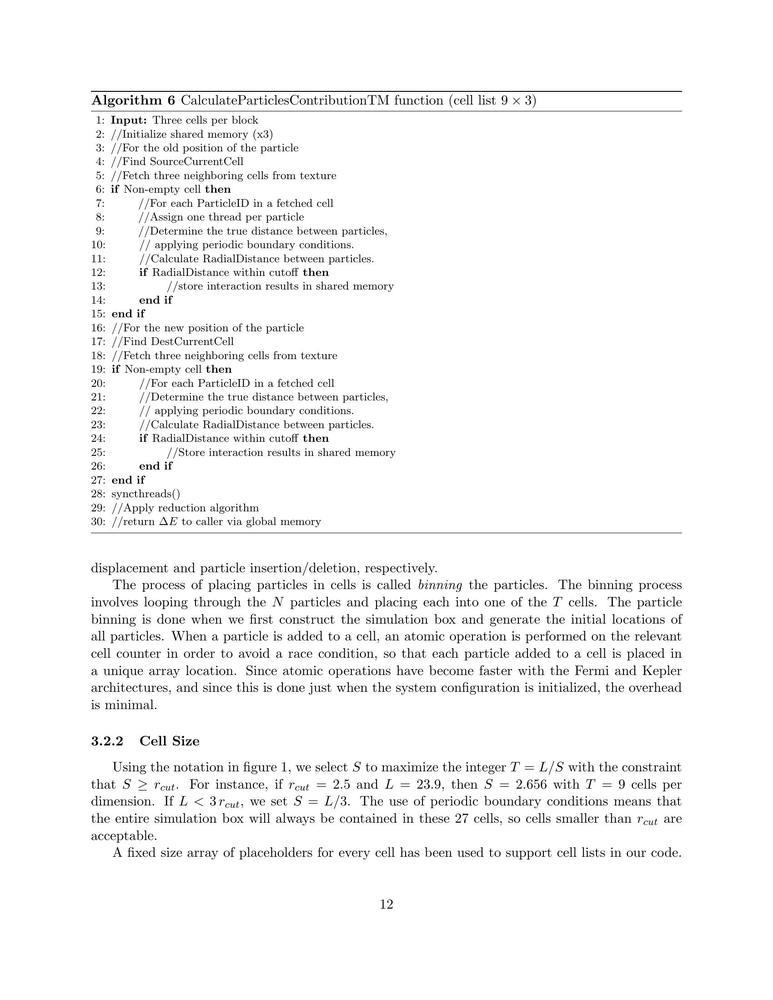 Algorithm 6 CalculateParticlesContributionTM function (cell list 9 × 3)
1: Input: Three cells per block
2: //Initialize shared memory (x3)
3: //For the old position of the particle
4: //Find SourceCurrentCell
5: //Fetch three neighboring cells from texture
6: if Non-empty cell then
7: //For each ParticleID in a fetched cell
8: //Assign one thread per particle
9: //Determine the true distance between particles,
10: // applying periodic boundary conditions.
11: //Calculate RadialDistance between particles.
12: if RadialDistance within cutoff then
13: //store interaction results in shared memory
14: end if
15: end if
16: //For the new position of the particle
17: //Find DestCurrentCell
18: //Fetch three neighboring cells from texture
19: if Non-empty cell then
20: //For each ParticleID in a fetched cell
21: //Determine the true distance between particles,
22: // applying periodic boundary conditions.
23: //Calculate RadialDistance between particles.
24: if RadialDistance within cutoff then
25: //Store interaction results in shared memory
26: end if
27: end if
28: syncthreads()
29: //Apply reduction algorithm
30: //return ΔE to caller via global memory
displacement and particle insertion/deletion, respectively.
The process of placing particles in cells is called binning the particles. The binning process
involves looping through the N particles and placing each into one of the T cells. The particle
binning is done when we first construct the simulation box and generate the initial locations of
all particles. When a particle is added to a cell, an atomic operation is performed on the relevant
cell counter in order to avoid a race condition, so that each particle added to a cell is placed in
a unique array location. Since atomic operations have become faster with the Fermi and Kepler
architectures, and since this is done just when the system configuration is initialized, the overhead
is minimal.
3.2.2 Cell Size
Using the notation in figure 1, we select S to maximize the integer T = L/S with the constraint
that S ≥ r_cut. For instance, if r_cut = 2.5 and L = 23.9, then S = 2.656 with T = 9 cells per
dimension. If L < 3 r_cut, we set S = L/3. The use of periodic boundary conditions means that
the entire simulation box will always be contained in these 27 cells, so cells smaller than r_cut are
acceptable.
A fixed size array of placeholders for every cell has been used to support cell lists in our code.
12